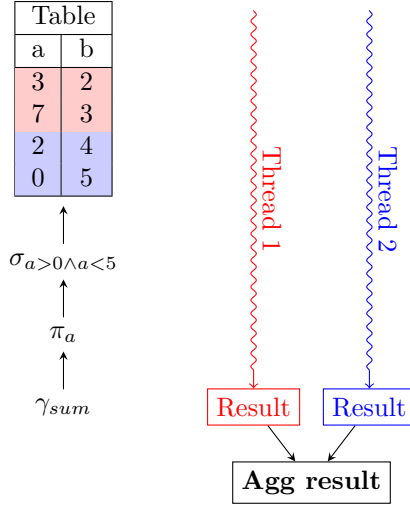 Table
a b
3 2
7 3
2 4
0 5
σ_{a>0∧a<5}
π_a
γ_{sum}
Thread 1
Thread 2
Result
Result
Agg result